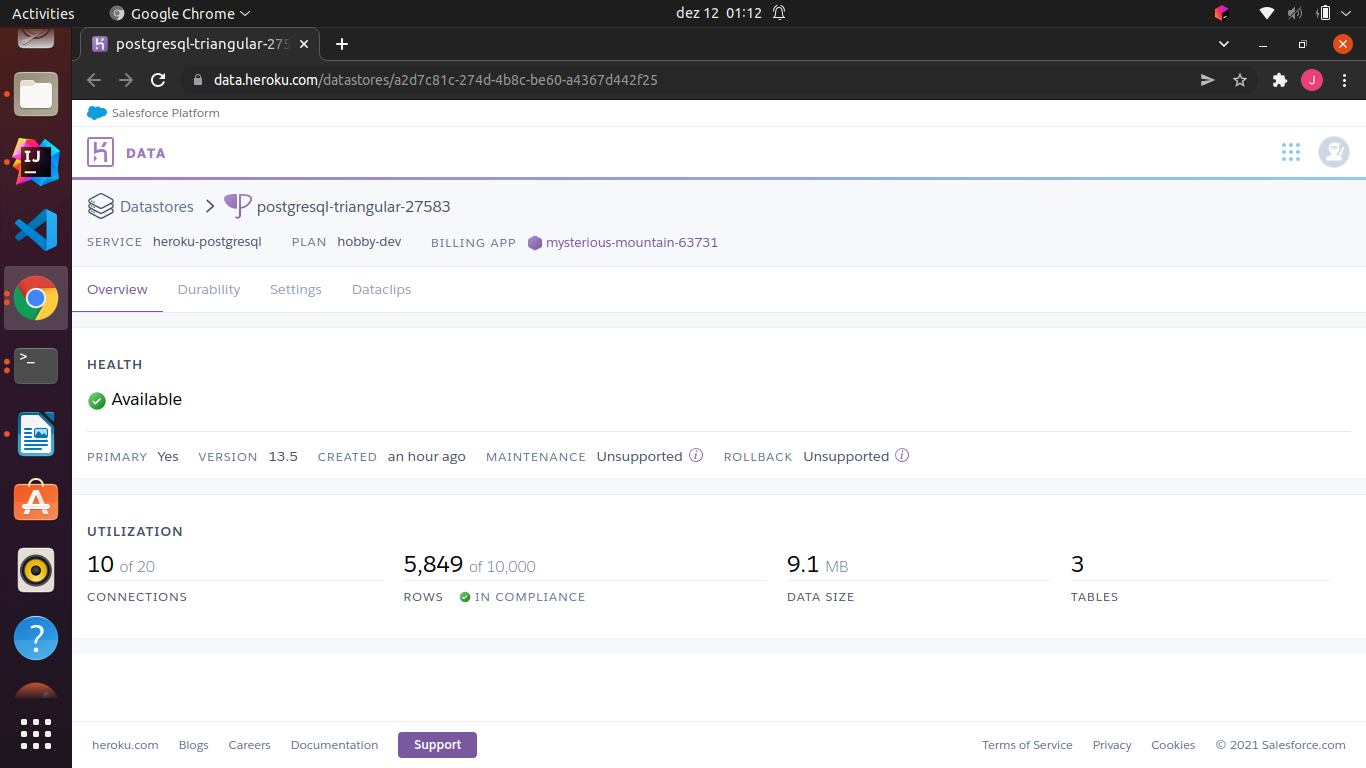 Activities Google Chrome dez 12 01:12
postgresql-triangular-275
data.heroku.com/datastores/a2d7c81c-274d-4b8c-be60-a4367d442f25
J
Salesforce Platform
DATA
Datastores > postgresql-triangular-27583
SERVICE heroku-postgresql PLAN hobby-dev BILLING APP mysterious-mountain-63731
Overview Durability Settings Dataclips
HEALTH
Available
PRIMARY Yes VERSION 13.5 CREATED an hour ago MAINTENANCE Unsupported ROLLBACK Unsupported
UTILIZATION
10 of 20 5,849 of 10,000 9.1 MB 3
CONNECTIONS ROWS IN COMPLIANCE DATA SIZE TABLES
heroku.com Blogs Careers Documentation Support Terms of Service Privacy Cookies © 2021 Salesforce.com
IJ
>_
?